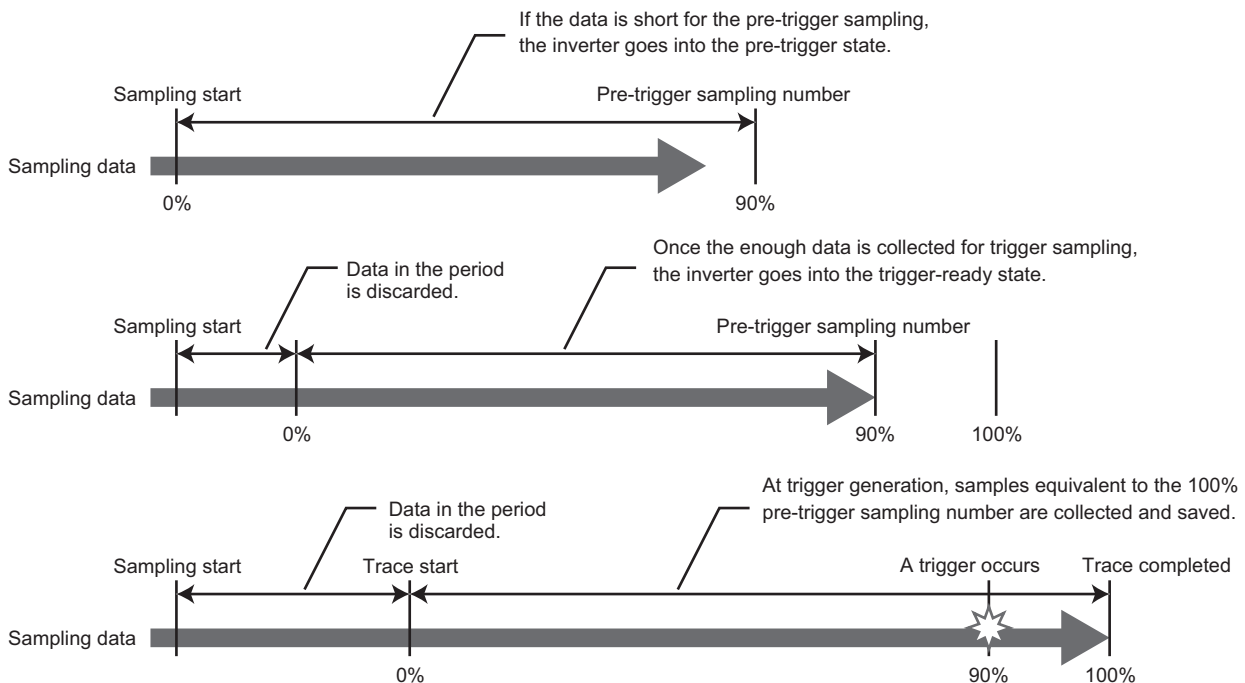 If the data is short for the pre-trigger sampling,
the inverter goes into the pre-trigger state.
Sampling start
Pre-trigger sampling number
Sampling data
0%
90%
Once the enough data is collected for trigger sampling,
the inverter goes into the trigger-ready state.
Data in the period
is discarded.
Sampling start
Pre-trigger sampling number
Sampling data
0%
90%
100%
At trigger generation, samples equivalent to the 100%
pre-trigger sampling number are collected and saved.
Data in the period
is discarded.
Sampling start
Trace start
A trigger occurs
Trace completed
Sampling data
0%
90%
100%